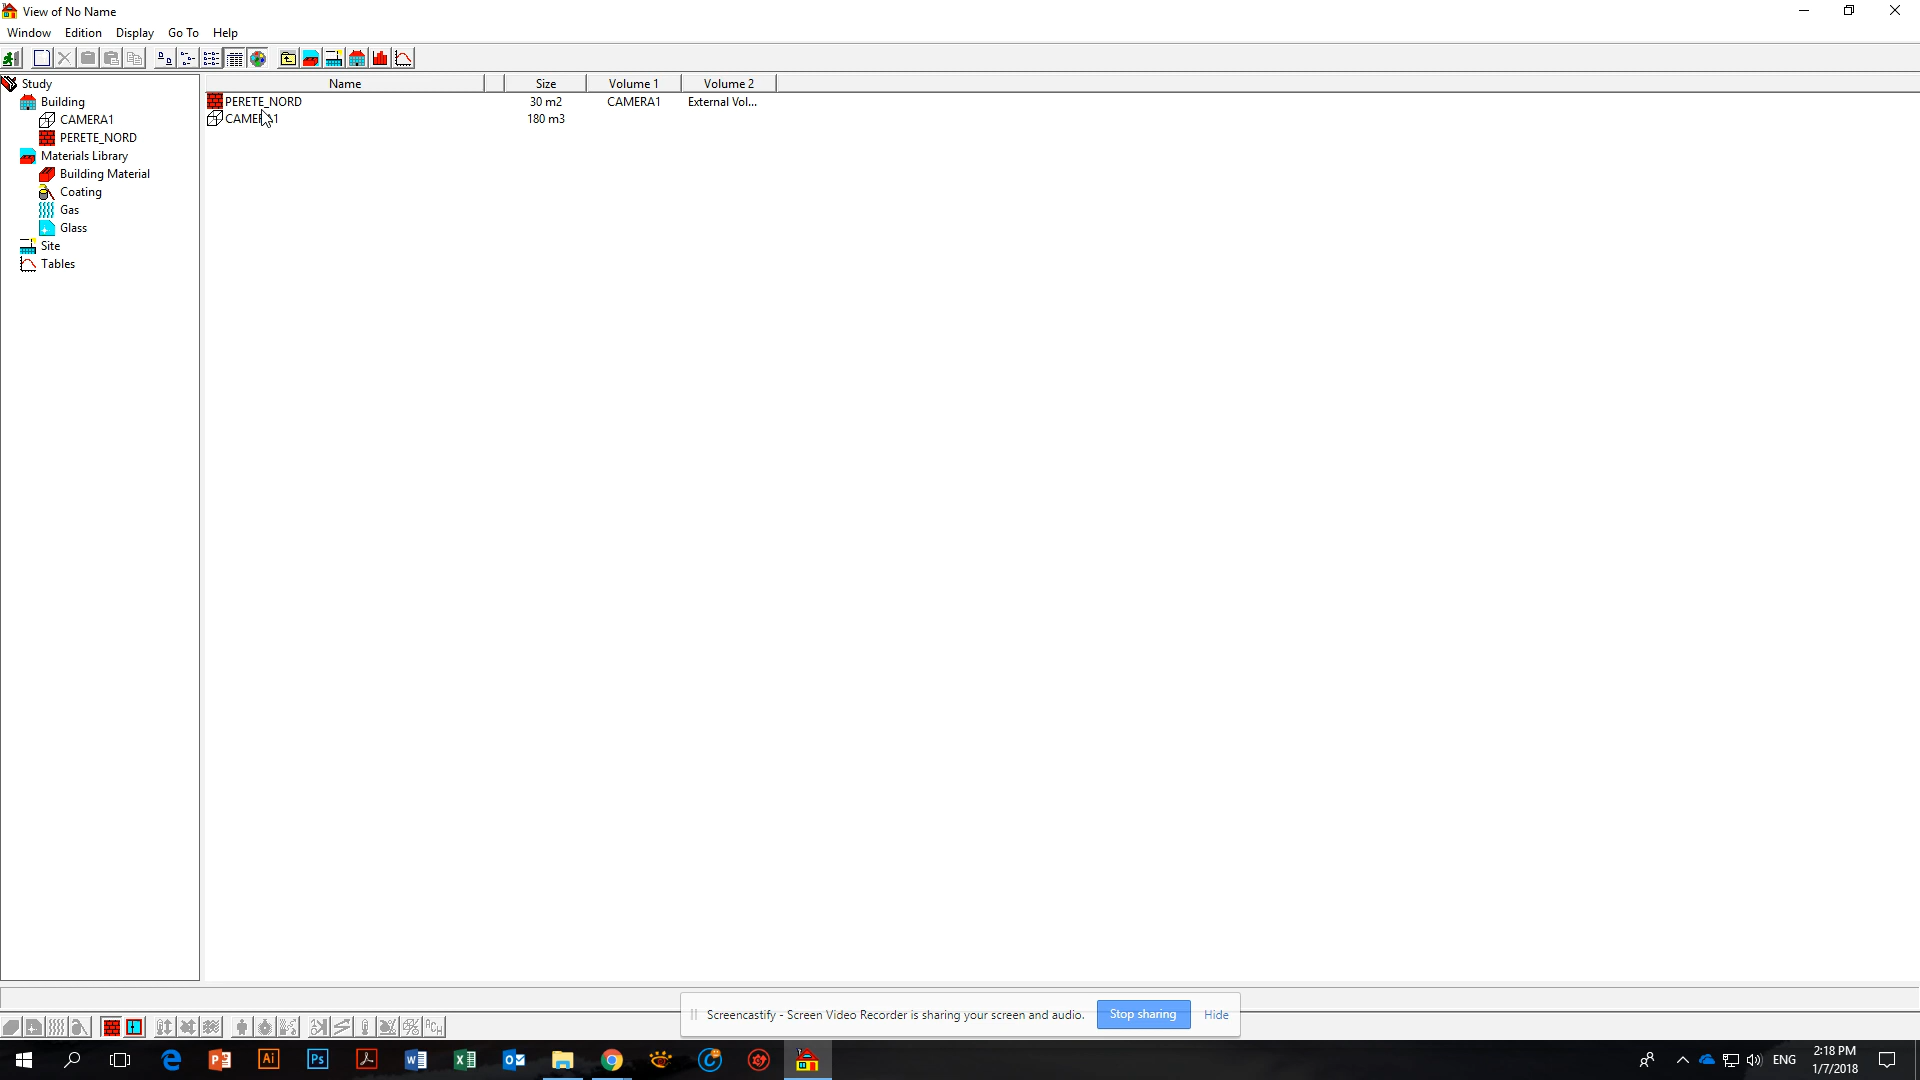 View of No Name
Window Edition Display Go To Help
Study
Building
CAMERA1
PERETE_NORD
Materials Library
Building Material
Coating
Gas
Glass
Site
Tables
Name Size Volume 1 Volume 2
PERETE_NORD 30 m2 CAMERA1 External Vol...
CAMERA1 180 m3
Screencastify - Screen Video Recorder is sharing your screen and audio. Stop sharing Hide
ENG
2:18 PM
1/7/2018